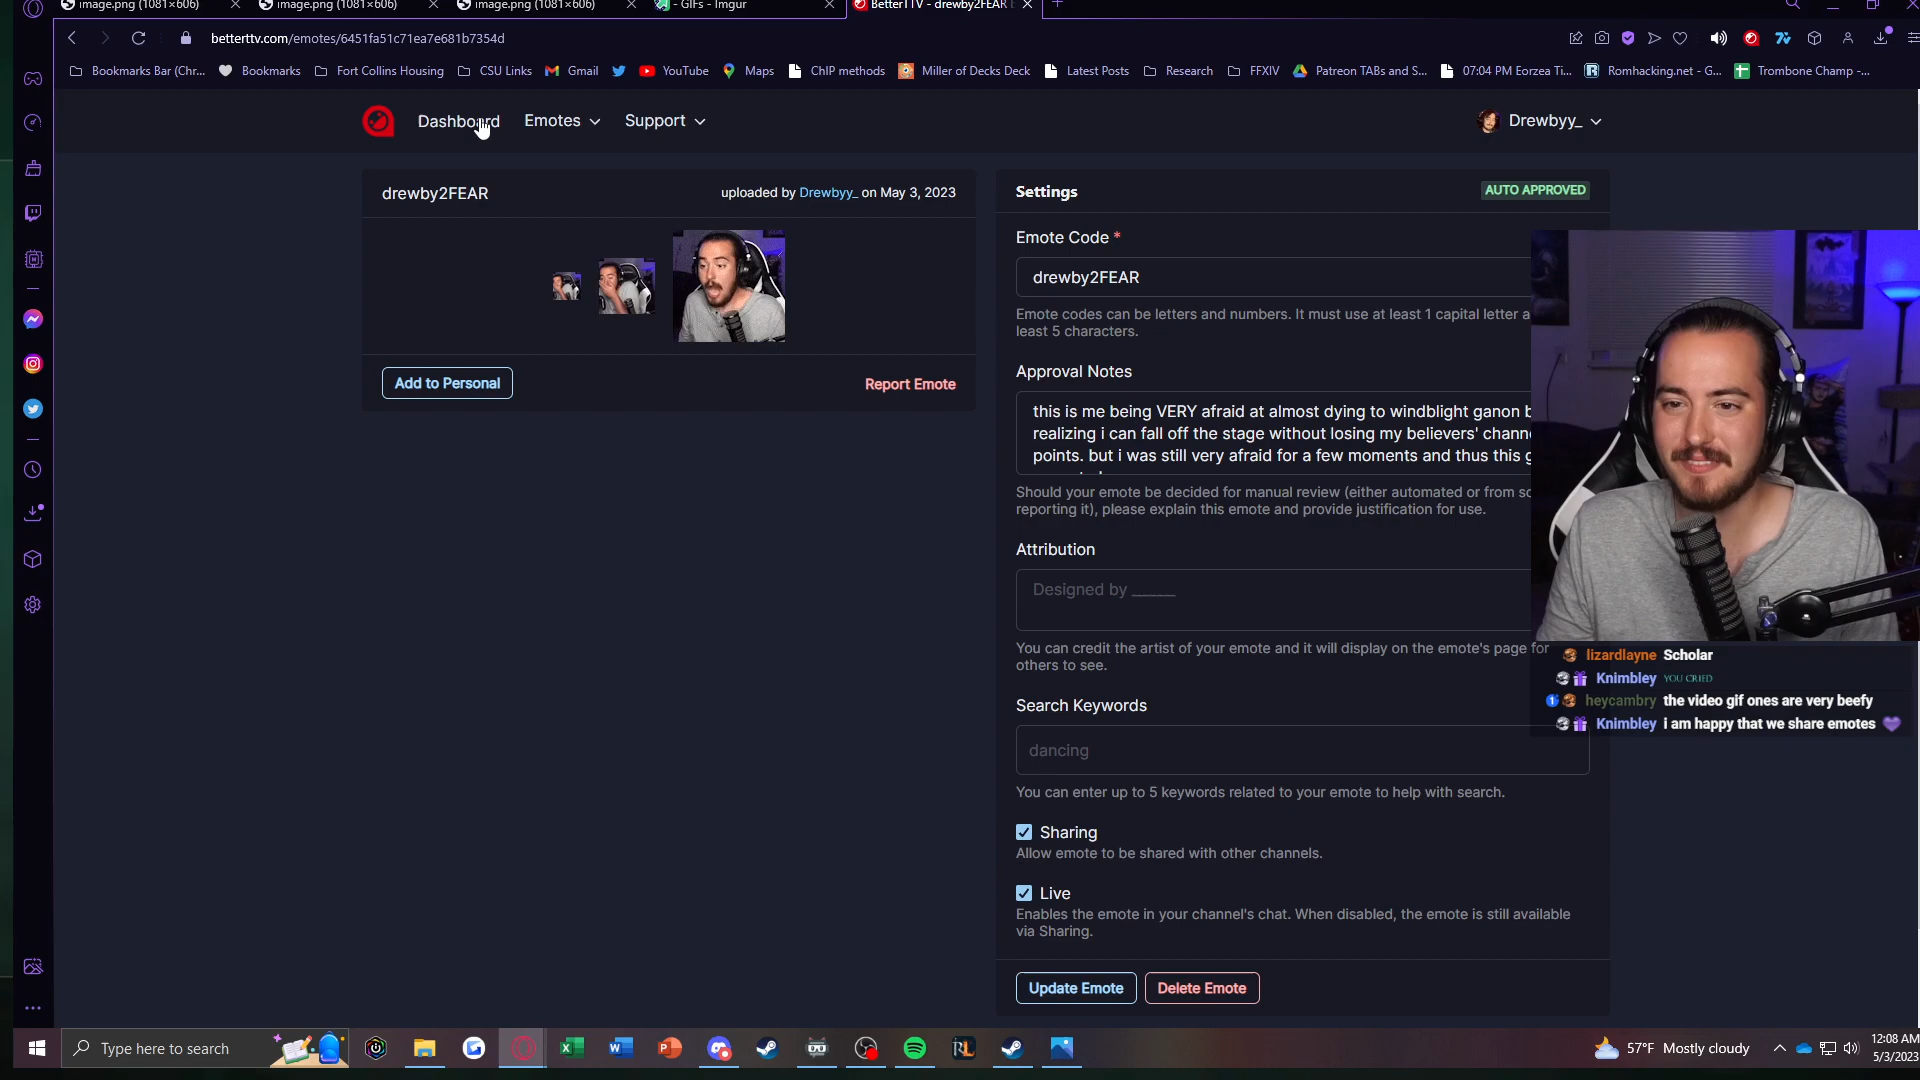 image.png (1081×606)
image.png (1081×606)
image.png (1081×606)
- GIFs - Imgur
BetterTTV - drewby2FEAR E
betterttv.com/emotes/6451fa51c71ea7e681b7354d
Bookmarks Bar (Chr...
Bookmarks
Fort Collins Housing
CSU Links
Gmail
YouTube
Maps
ChIP methods
Miller of Decks Deck
Latest Posts
Research
FFXIV
Patreon TABs and S...
07:04 PM Eorzea Ti...
Romhacking.net - G...
Trombone Champ -...
Dashboard
Emotes
Support
Drewbyy_
drewby2FEAR
uploaded by Drewbyy_ on May 3, 2023
Add to Personal
Report Emote
Settings
AUTO APPROVED
Emote Code *
drewby2FEAR
Emote codes can be letters and numbers. It must use at least 1 capital letter a
least 5 characters.
Approval Notes
this is me being VERY afraid at almost dying to windblight ganon b
realizing i can fall off the stage without losing my believers' chann
points. but i was still very afraid for a few moments and thus this g
Should your emote be decided for manual review (either automated or from so
reporting it), please explain this emote and provide justification for use.
Attribution
Designed by ______
You can credit the artist of your emote and it will display on the emote's page for
others to see.
Search Keywords
dancing
You can enter up to 5 keywords related to your emote to help with search.
Sharing
Allow emote to be shared with other channels.
Live
Enables the emote in your channel's chat. When disabled, the emote is still available
via Sharing.
Update Emote
Delete Emote
lizardlayne Scholar
Knimbley YOU CRIED
heycambry the video gif ones are very beefy
Knimbley i am happy that we share emotes
Type here to search
57°F Mostly cloudy
12:08 AM
5/3/2023